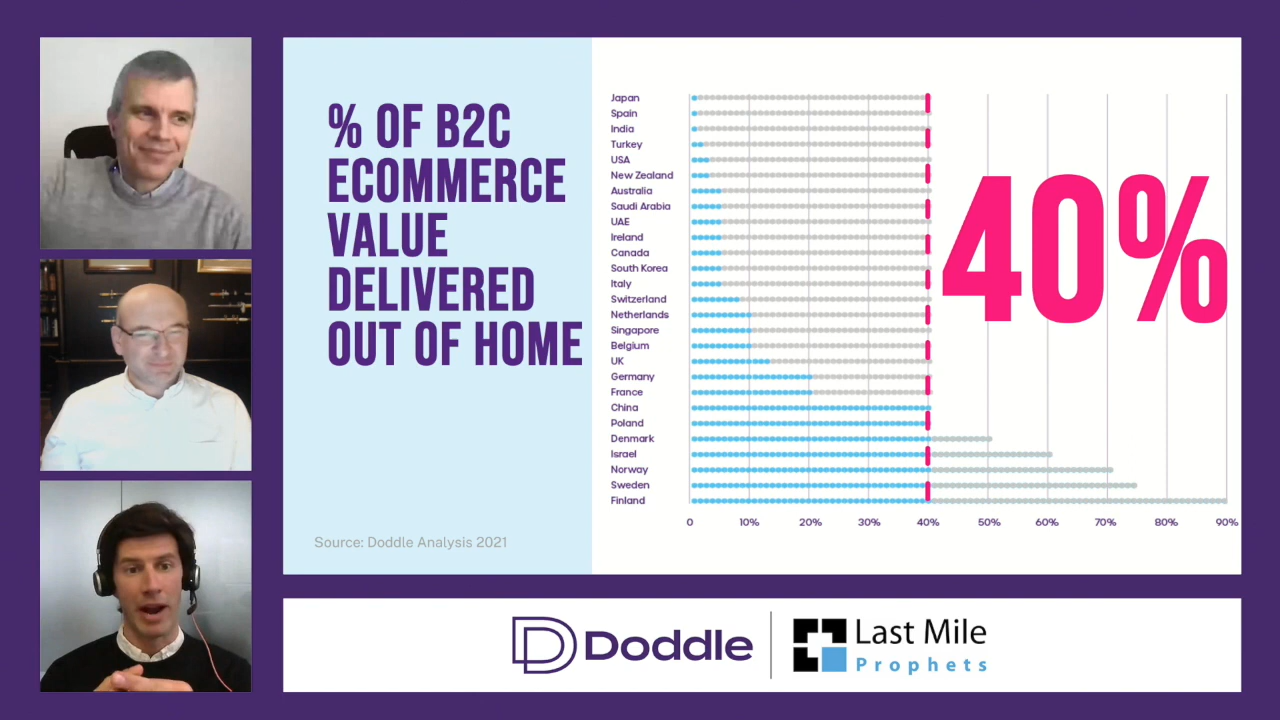 % OF B2C
ECOMMERCE
VALUE
DELIVERED
OUT OF HOME
Source: Doddle Analysis 2021
Japan
Spain
India
Turkey
USA
New Zealand
Australia
Saudi Arabia
UAE
Ireland
Canada
South Korea
Italy
Switzerland
Netherlands
Singapore
Belgium
UK
Germany
France
China
Poland
Denmark
Israel
Norway
Sweden
Finland
0 10% 20% 30% 40% 50% 60% 70% 80% 90%
40%
Doddle
Last Mile
Prophets